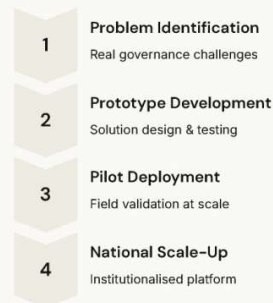 1
Problem Identification
Real governance challenges
2
Prototype Development
Solution design & testing
3
Pilot Deployment
Field validation at scale
4
National Scale-Up
Institutionalised platform